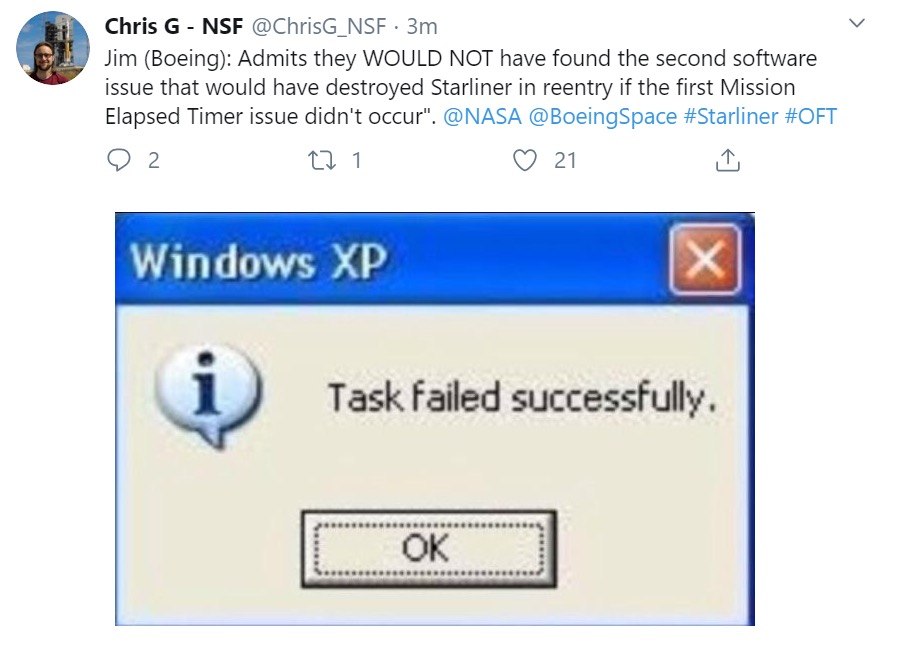 Chris G - NSF @ChrisG_NSF · 3m
Jim (Boeing): Admits they WOULD NOT have found the second software
issue that would have destroyed Starliner in reentry if the first Mission
Elapsed Timer issue didn't occur". @NASA @BoeingSpace #Starliner #OFT
2 1 21
Windows XP
Task failed successfully.
OK